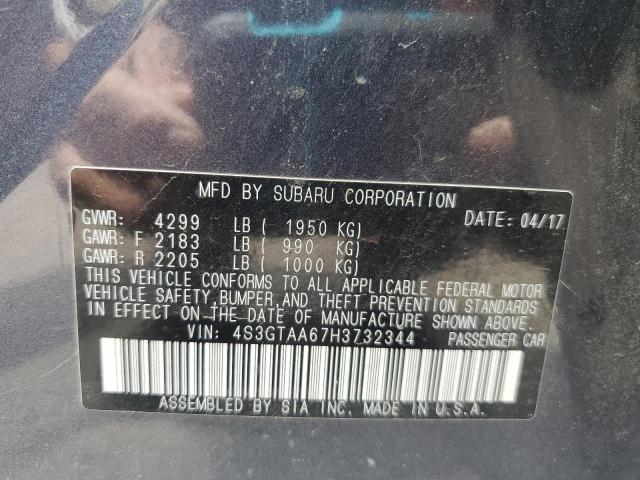 MFD BY SUBARU CORPORATION
GVWR: 4299 LB ( 1950 KG) DATE: 04/17
GAWR: F 2183 LB ( 990 KG)
GAWR: R 2205 LB ( 1000 KG)
THIS VEHICLE CONFORMS TO ALL APPLICABLE FEDERAL MOTOR
VEHICLE SAFETY, BUMPER, AND THEFT PREVENTION STANDARDS
IN EFFECT ON THE DATE OF MANUFACTURE SHOWN ABOVE.
VIN: 4S3GTAA67H3732344 PASSENGER CAR
ASSEMBLED BY SIA INC. MADE IN U.S.A.